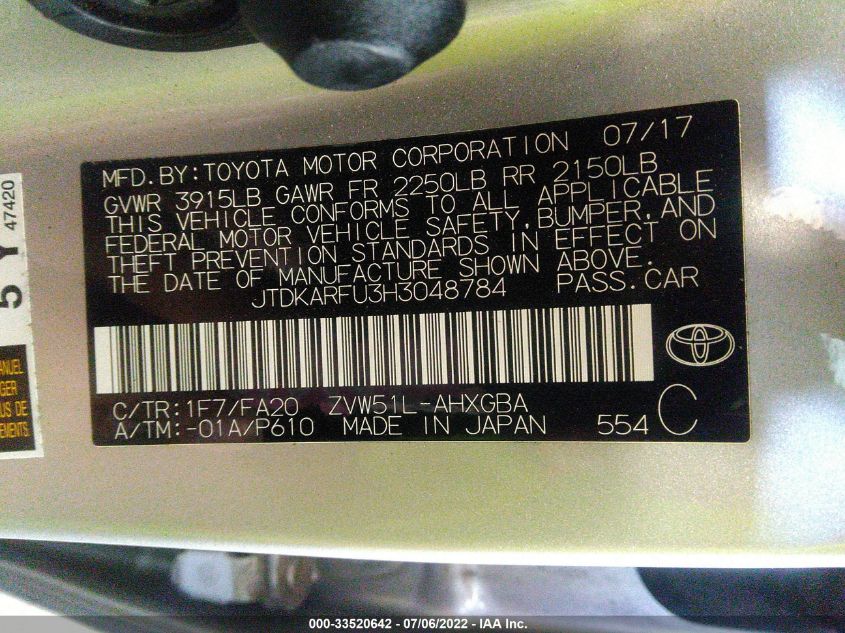 MFD.BY:TOYOTA MOTOR CORPORATION 07/17
GVWR 3915LB GAWR FR 2250LB RR 2150LB
THIS VEHICLE CONFORMS TO ALL APPLICABLE
FEDERAL MOTOR VEHICLE SAFETY,BUMPER,AND
THEFT PREVENTION STANDARDS IN EFFECT ON
THE DATE OF MANUFACTURE SHOWN ABOVE.
JTDKARFU3H3048784 PASS.CAR
C/TR:1F7/FA20 ZVW51L-AHXGBA
A/TM:-01A/P610 MADE IN JAPAN 554 C
5 Y 47420
000-33520642 - 07/06/2022 - IAA Inc.